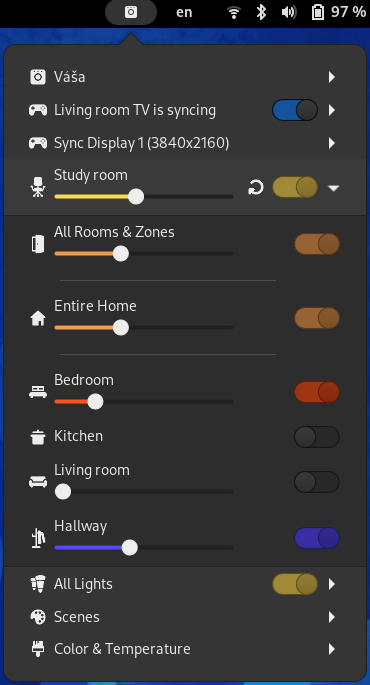 en 97 %
Váša
Living room TV is syncing
Sync Display 1 (3840x2160)
Study room
All Rooms & Zones
Entire Home
Bedroom
Kitchen
Living room
Hallway
All Lights
Scenes
Color & Temperature